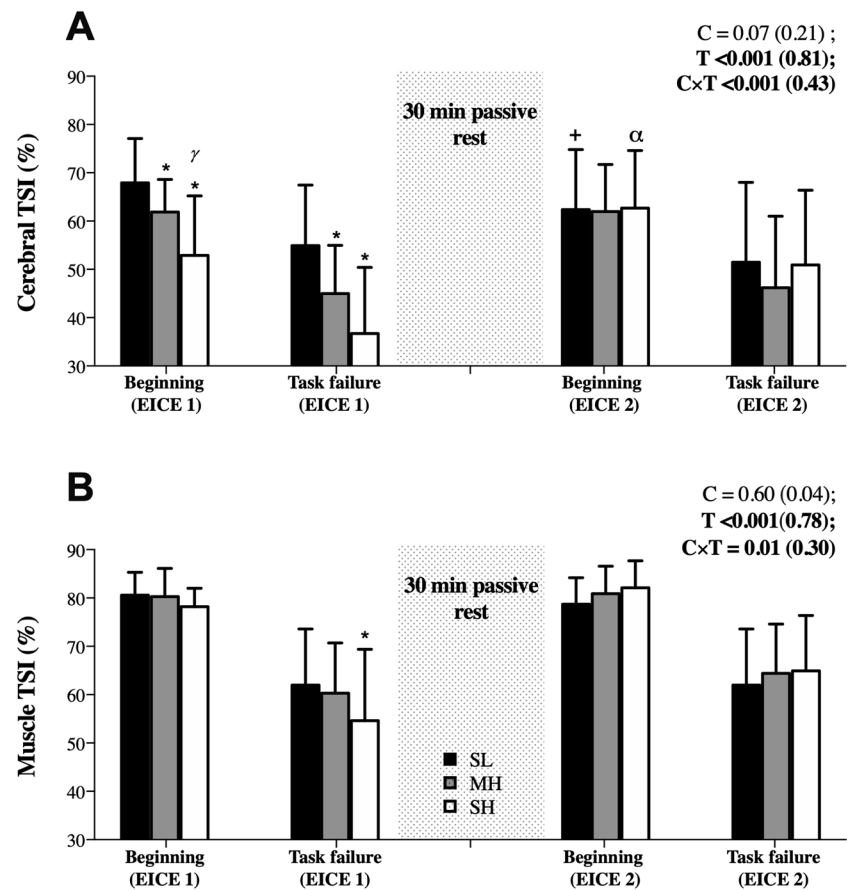 A
C = 0.07 (0.21) ;
T <0.001 (0.81);
C×T <0.001 (0.43)
Cerebral TSI (%)
90
80
70
60
50
40
30
30 min passive
rest
*
γ
*
*
*
+
α
Beginning
(EICE 1)
Task failure
(EICE 1)
Beginning
(EICE 2)
Task failure
(EICE 2)
B
C = 0.60 (0.04);
T <0.001(0.78);
C×T = 0.01 (0.30)
Muscle TSI (%)
90
80
70
60
50
40
30
30 min passive
rest
*
SL
MH
SH
Beginning
(EICE 1)
Task failure
(EICE 1)
Beginning
(EICE 2)
Task failure
(EICE 2)